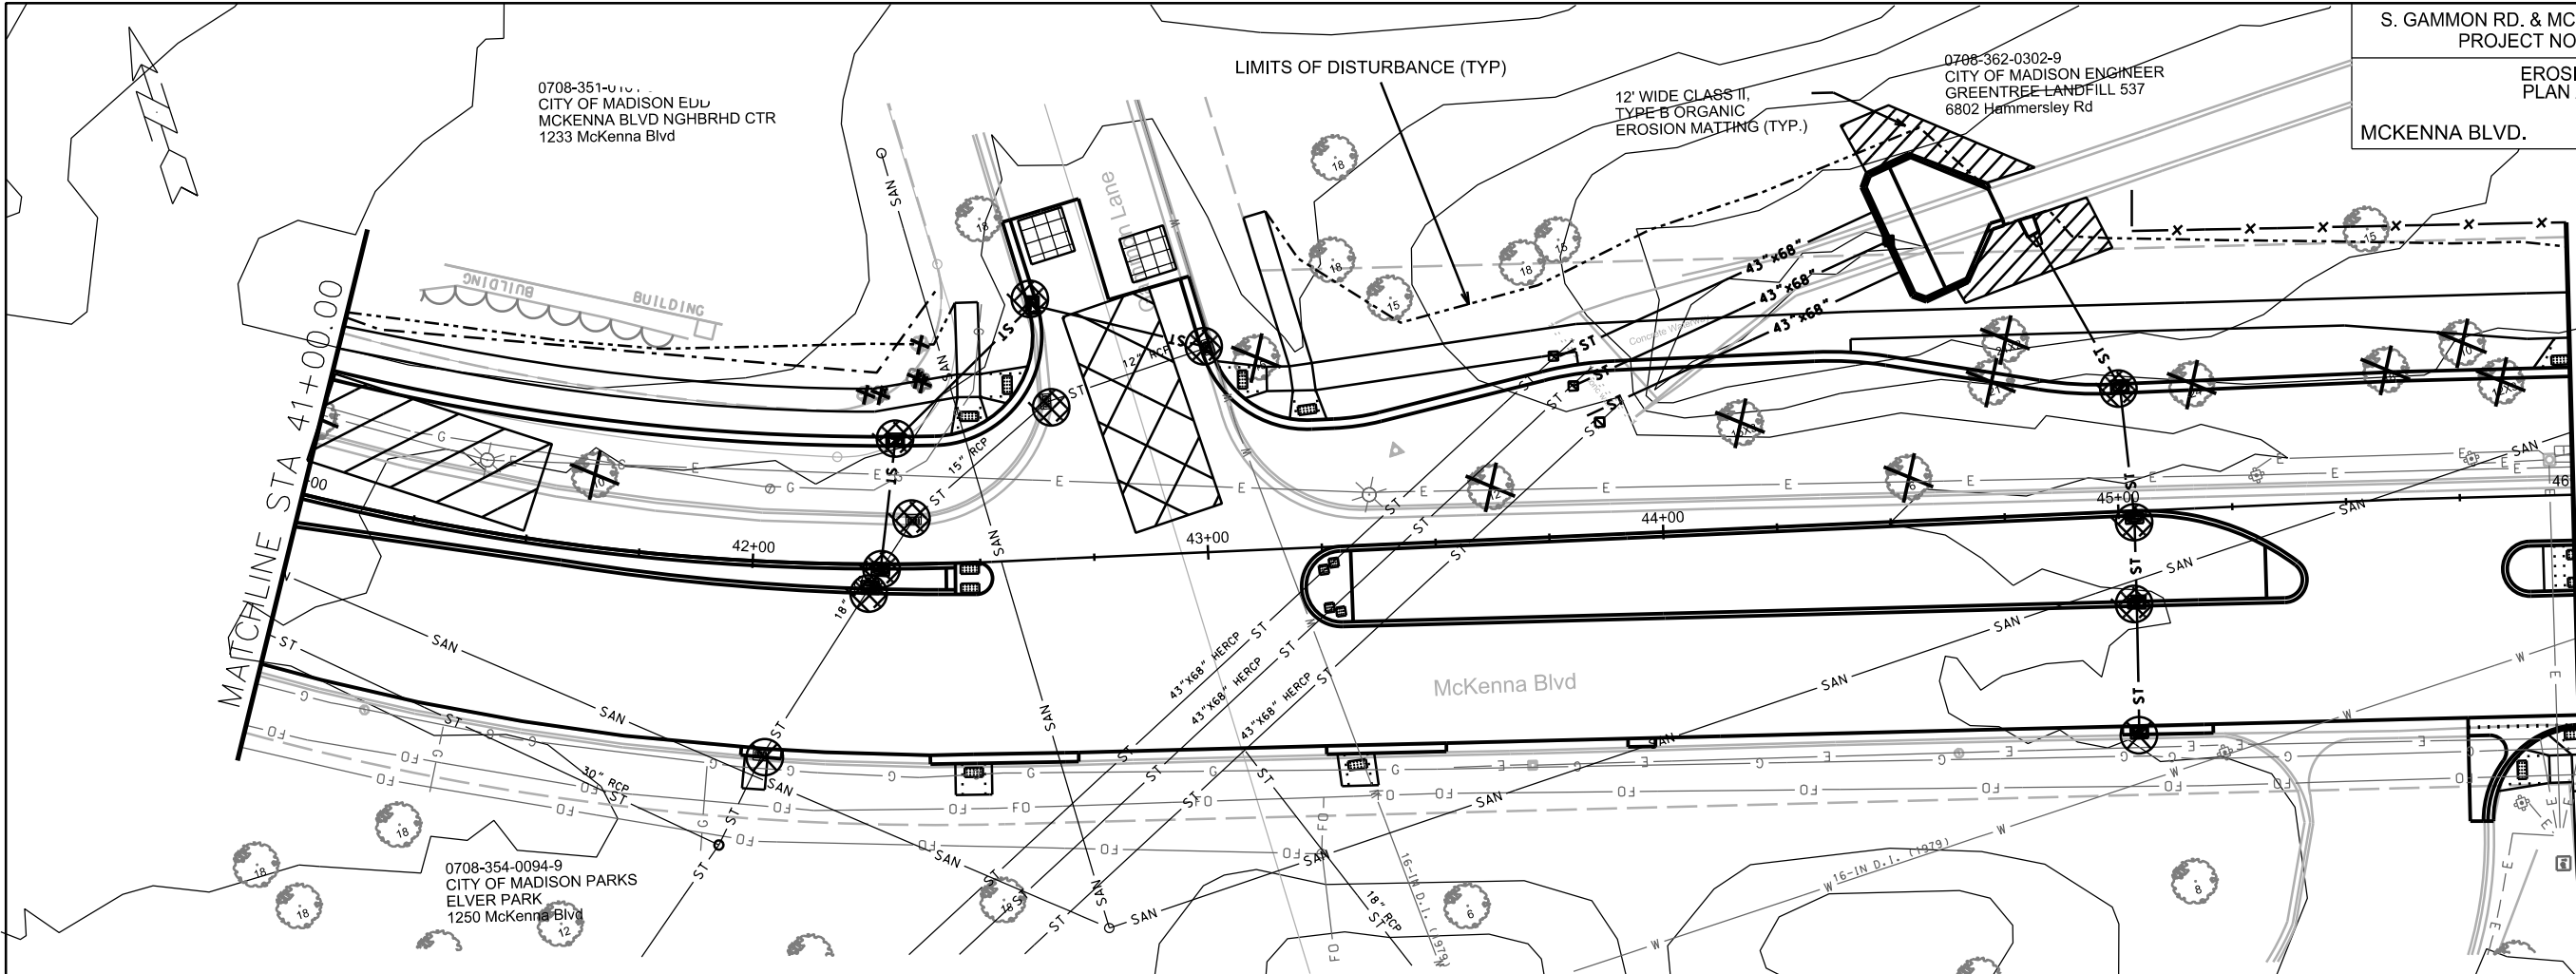 S. GAMMON RD. & MC
PROJECT NO
PLAN
MCKENNA BLVD.
LIMITS OF DISTURBANCE (TYP)
0708-362-0302-9
CITY OF MADISON ENGINEER
GREENTREE LANDFILL 537
6802 Hammersley Rd
12' WIDE CLASS II,
TYPE B ORGANIC
EROSION MATTING (TYP.)
CITY OF MADISON EDD
MCKENNA BLVD NGHBRHD CTR
1233 McKenna Blvd
BUILDING
BUILDING
Lane
43"x68"
43"x68"
43"x68"
12" RCP
15" RCP
MATCHLINE STA 41+00.00
42+00
43+00
44+00
45+00
46
18"
43"x68" HERCP
43"x68" HERCP
43"x68" HERCP
McKenna Blvd
30" RCP
18" RCP
16-IN D.I. (1979)
16-IN D.I. (1979)
0708-354-0094-9
CITY OF MADISON PARKS
ELVER PARK
1250 McKenna Blvd